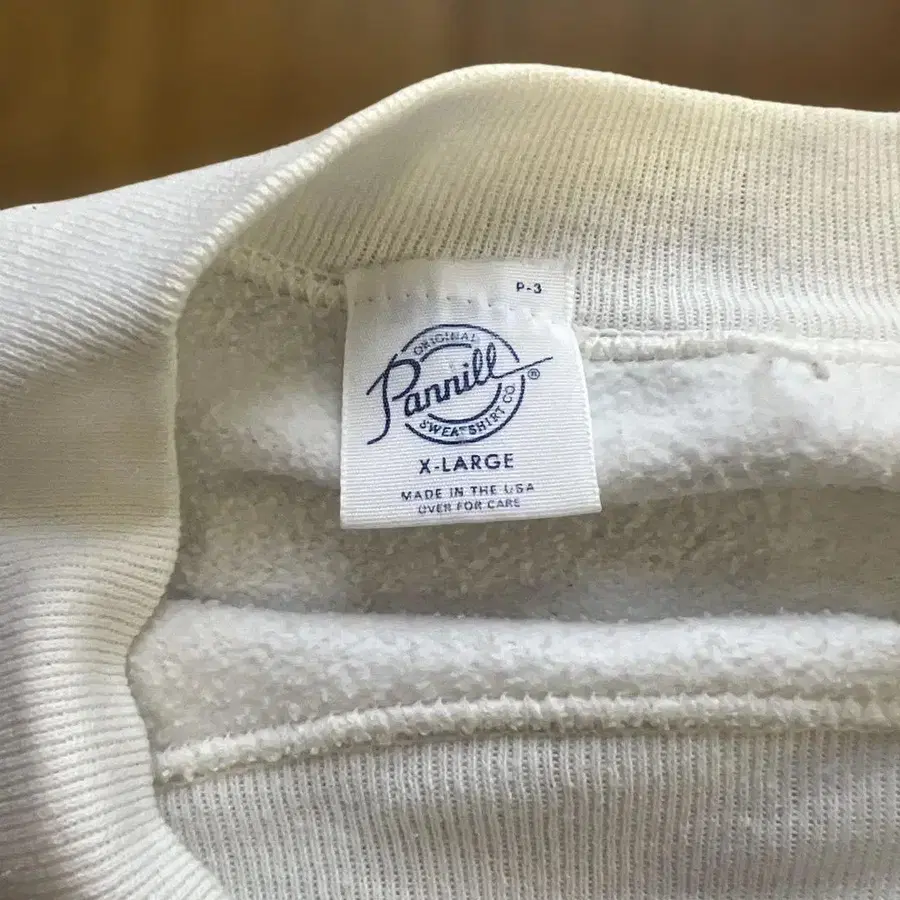 P-3
ORIGINAL
Pannill ®
SWEATSHIRT CO.
X-LARGE
MADE IN THE USA
OVER FOR CARE